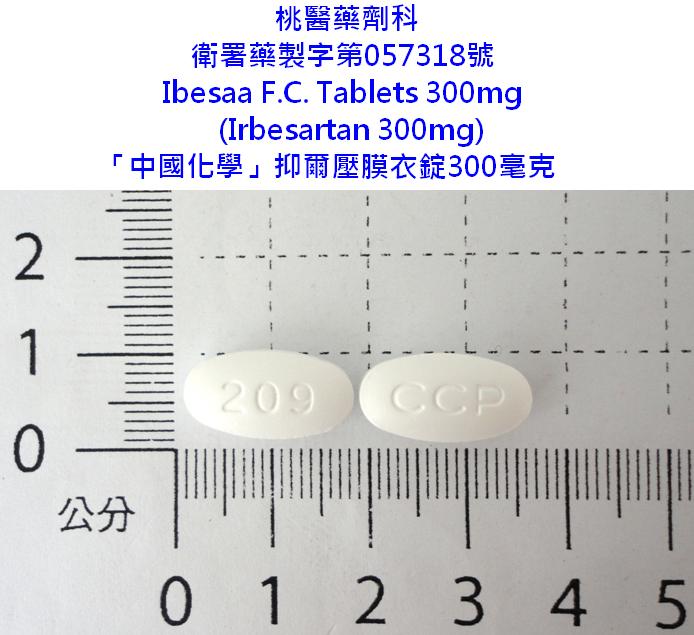 桃醫藥劑科
衛署藥製字第057318號
Ibesaa F.C. Tablets 300mg
(Irbesartan 300mg)
「中國化學」抑爾壓膜衣錠300毫克
2
1
0
209 CCP
公分
0 1 2 3 4 5